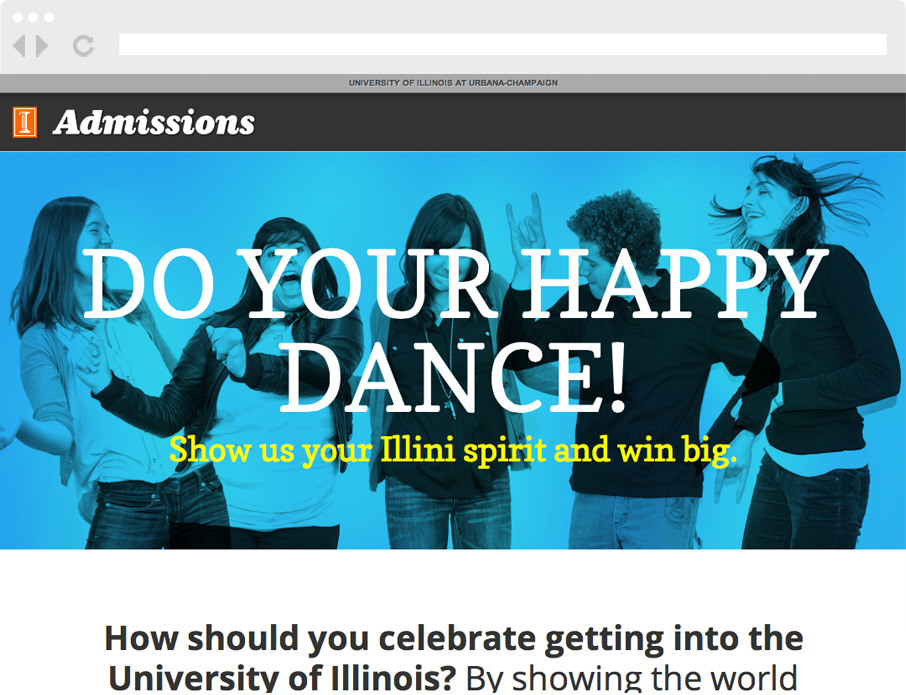 UNIVERSITY OF ILLINOIS AT URBANA-CHAMPAIGN
I Admissions
DO YOUR HAPPY
DANCE!
Show us your Illini spirit and win big.
How should you celebrate getting into the
University of Illinois? By showing the world